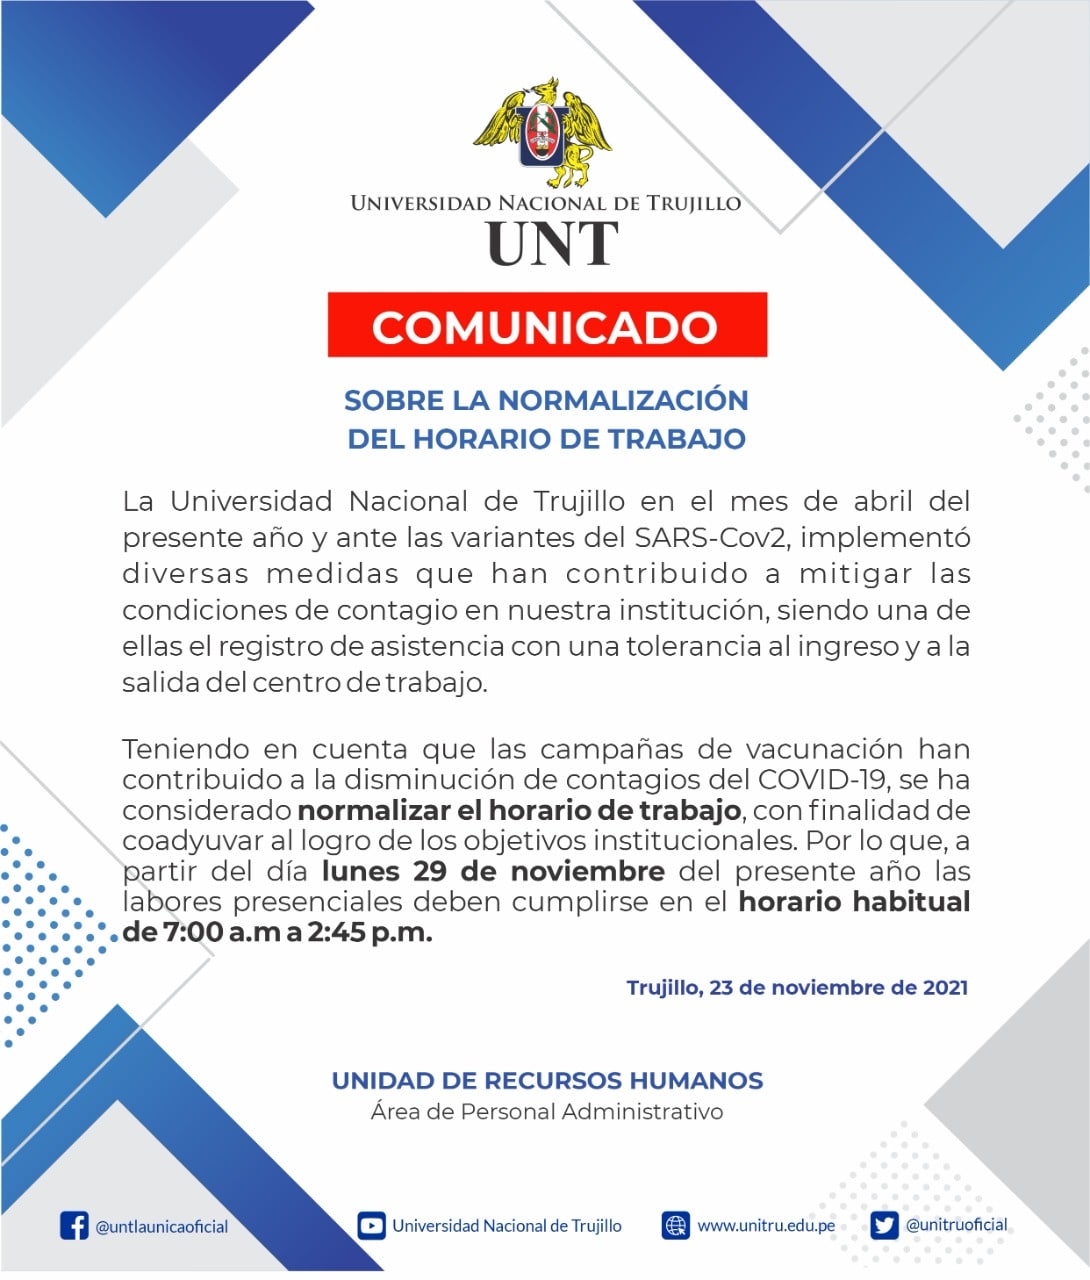 UNIVERSIDAD NACIONAL DE TRUJILLO
UNT
COMUNICADO
SOBRE LA NORMALIZACIÓN
DEL HORARIO DE TRABAJO
La Universidad Nacional de Trujillo en el mes de abril del
presente año y ante las variantes del SARS-Cov2, implementó
diversas medidas que han contribuido a mitigar las
condiciones de contagio en nuestra institución, siendo una de
ellas el registro de asistencia con una tolerancia al ingreso y a la
salida del centro de trabajo.
Teniendo en cuenta que las campañas de vacunación han
contribuido a la disminución de contagios del COVID-19, se ha
considerado normalizar el horario de trabajo, con finalidad de
coadyuvar al logro de los objetivos institucionales. Por lo que, a
partir del día lunes 29 de noviembre del presente año las
labores presenciales deben cumplirse en el horario habitual
de 7:00 a.m a 2:45 p.m.
Trujillo, 23 de noviembre de 2021
UNIDAD DE RECURSOS HUMANOS
Área de Personal Administrativo
@untlaunicaoficial Universidad Nacional de Trujillo www.unitru.edu.pe @unitruoficial